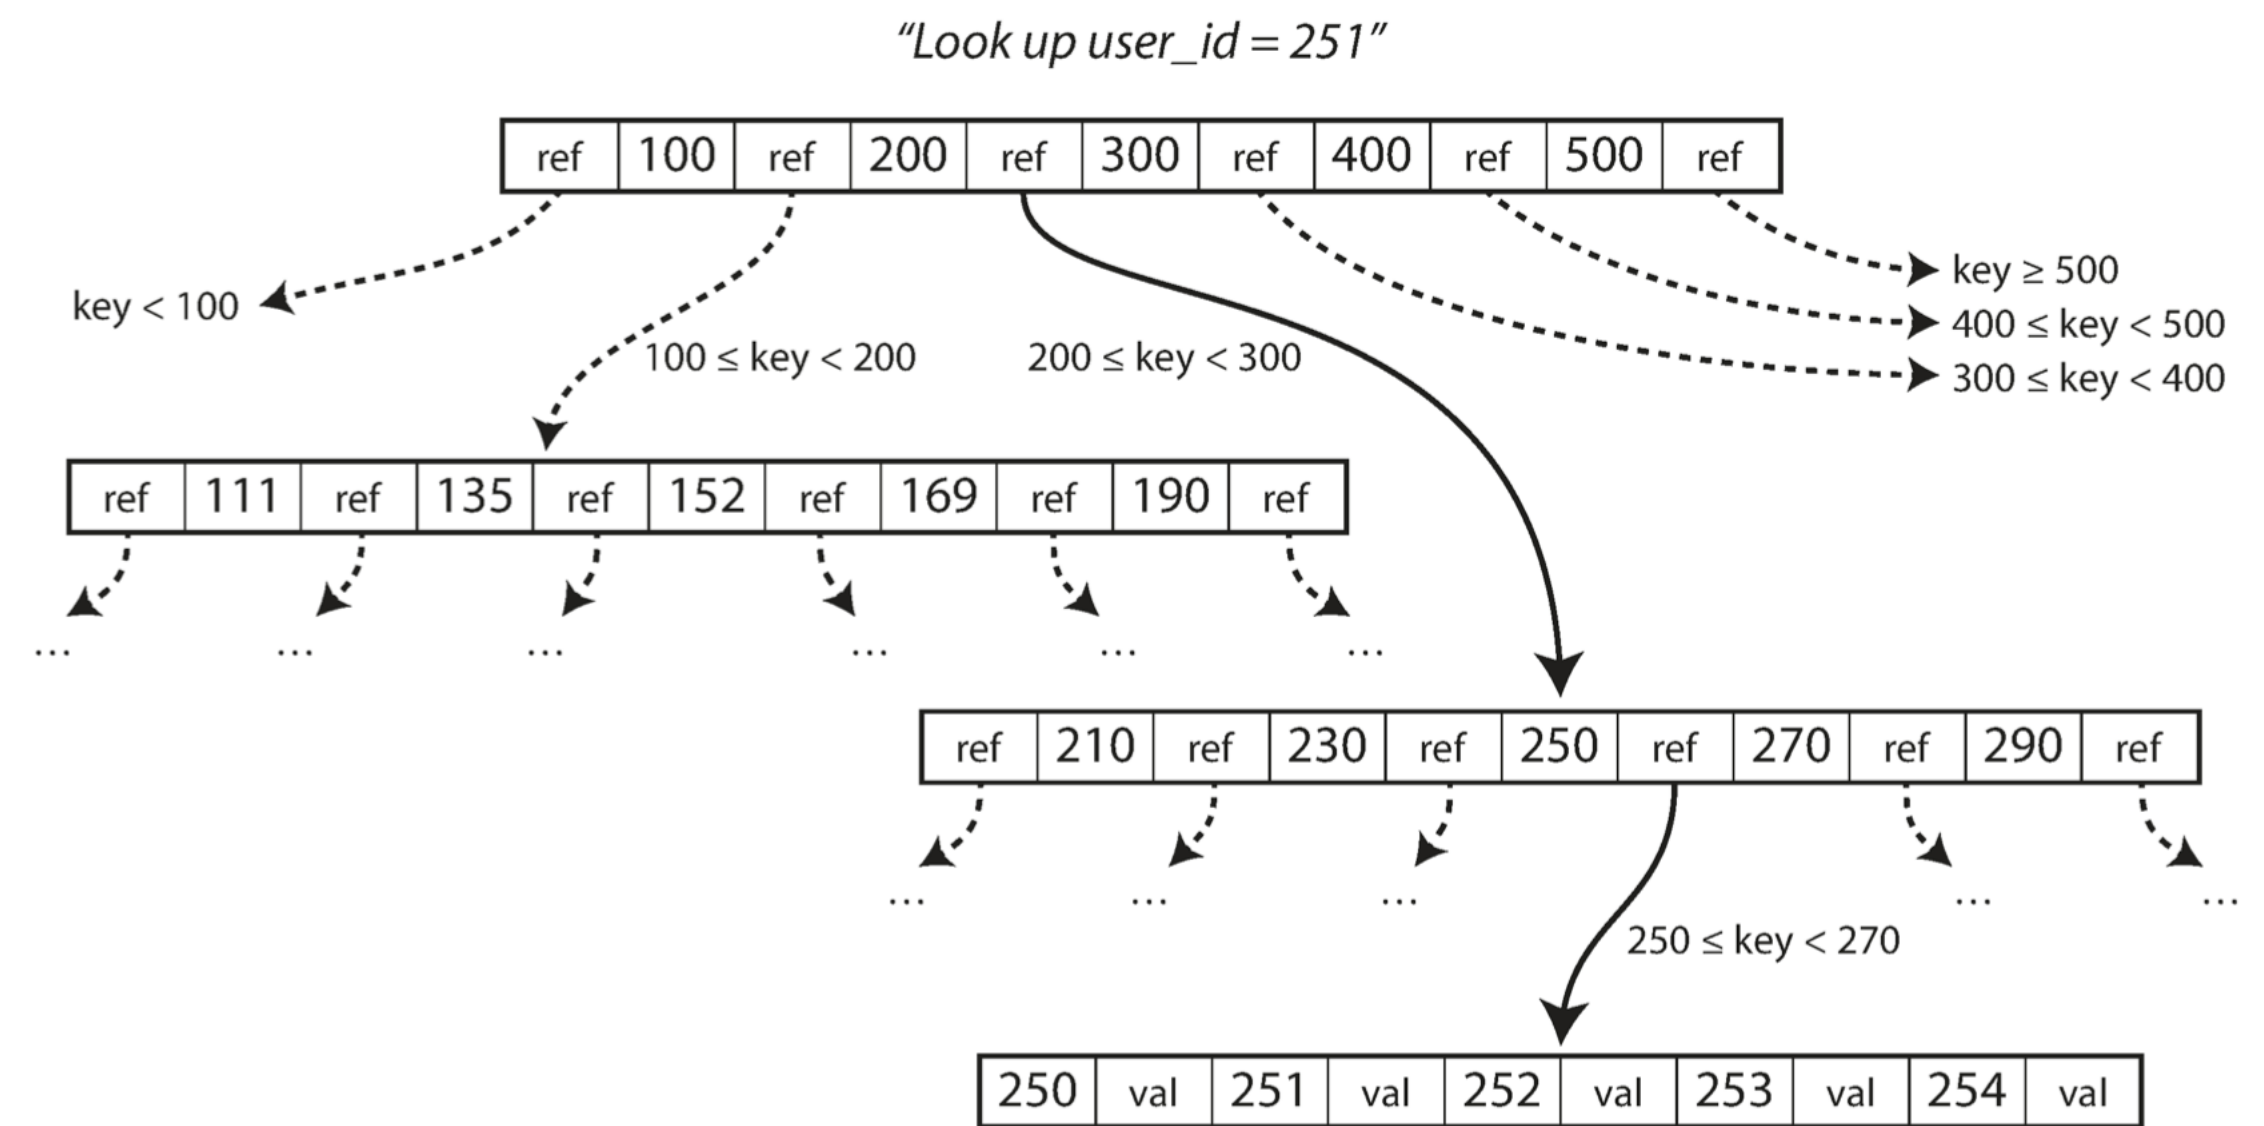 “Look up user_id = 251”
ref 100 ref 200 ref 300 ref 400 ref 500 ref
key < 100
key ≥ 500
400 ≤ key < 500
300 ≤ key < 400
100 ≤ key < 200
200 ≤ key < 300
ref 111 ref 135 ref 152 ref 169 ref 190 ref
... ... ... ... ... ...
ref 210 ref 230 ref 250 ref 270 ref 290 ref
... ... ... ... ...
250 ≤ key < 270
250 val 251 val 252 val 253 val 254 val